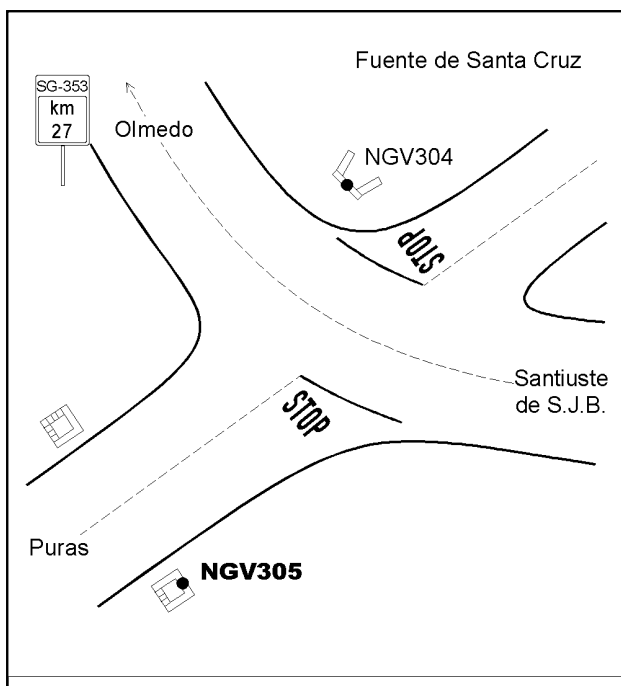 Fuente de Santa Cruz
SG-353
km
27
Olmedo
NGV304
STOP
Santiuste
de S.J.B.
STOP
Puras
NGV305